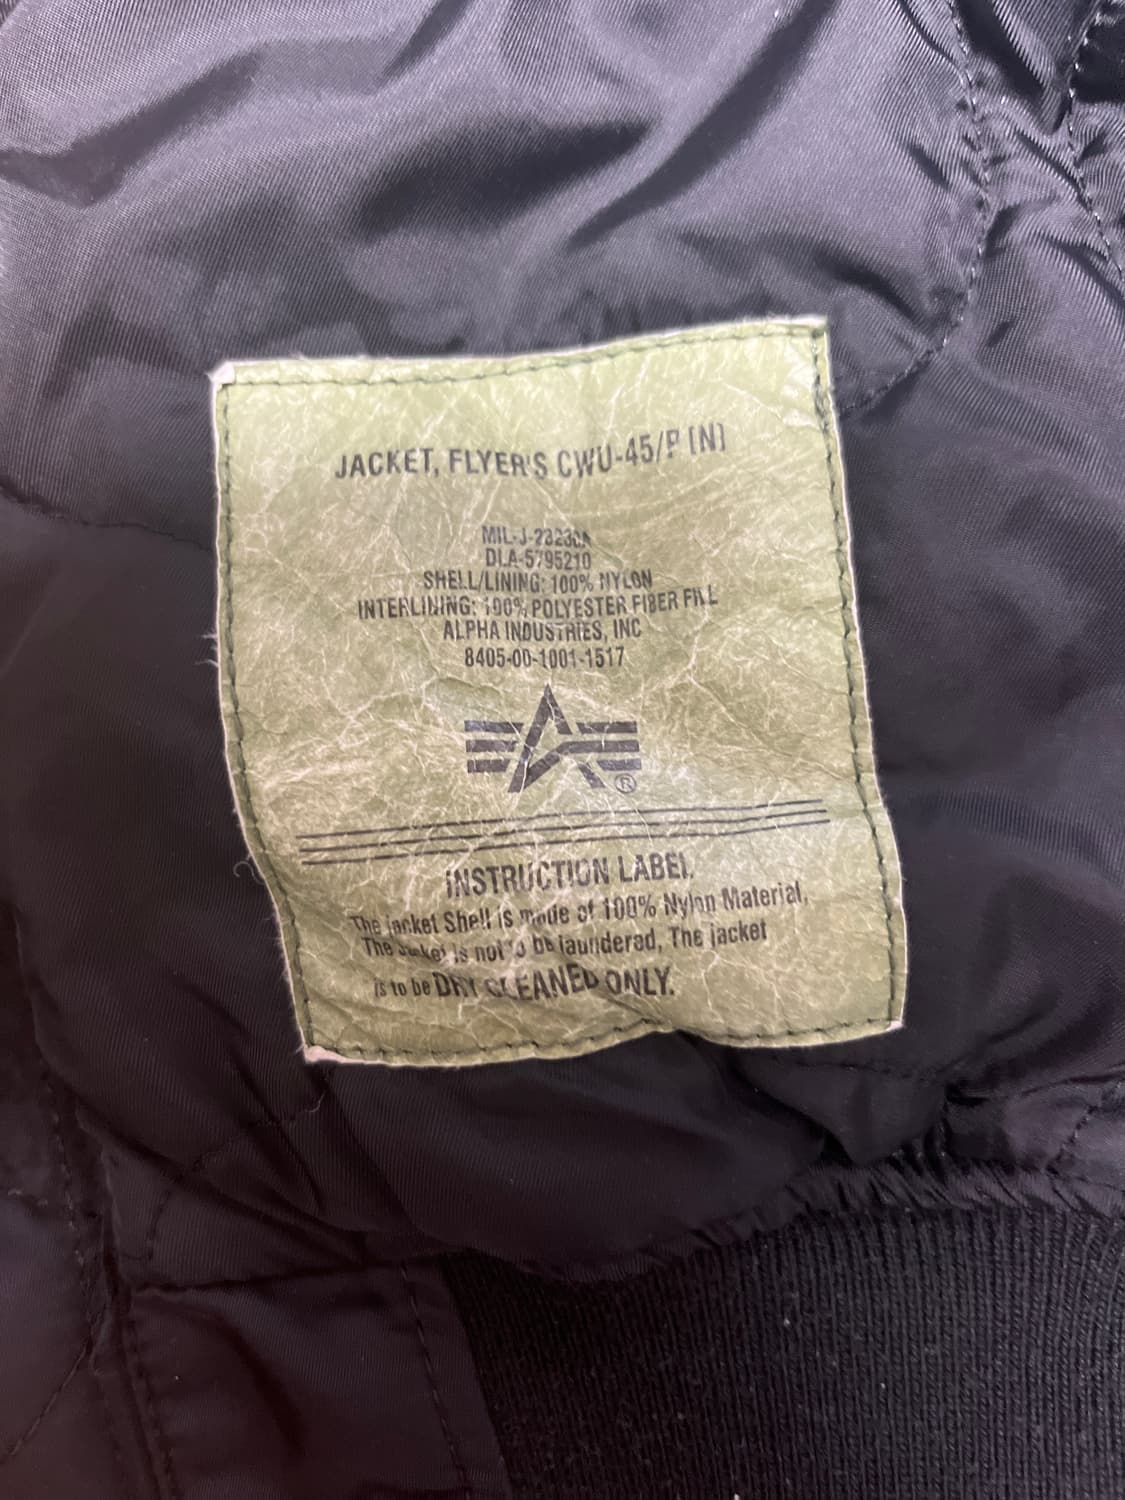 JACKET, FLYER'S CWU-45/P [N]
MIL-J-23230A
DLA-5795210
SHELL/LINING: 100% NYLON
INTERLINING: 100% POLYESTER FIBER FILL
ALPHA INDUSTRIES, INC
8405-00-1001-1517
®
INSTRUCTION LABEL.
The jacket Shell is made of 100% Nylon Material,
The Jacket is not to be launderad, The jacket
is to be DRY CLEANED ONLY.